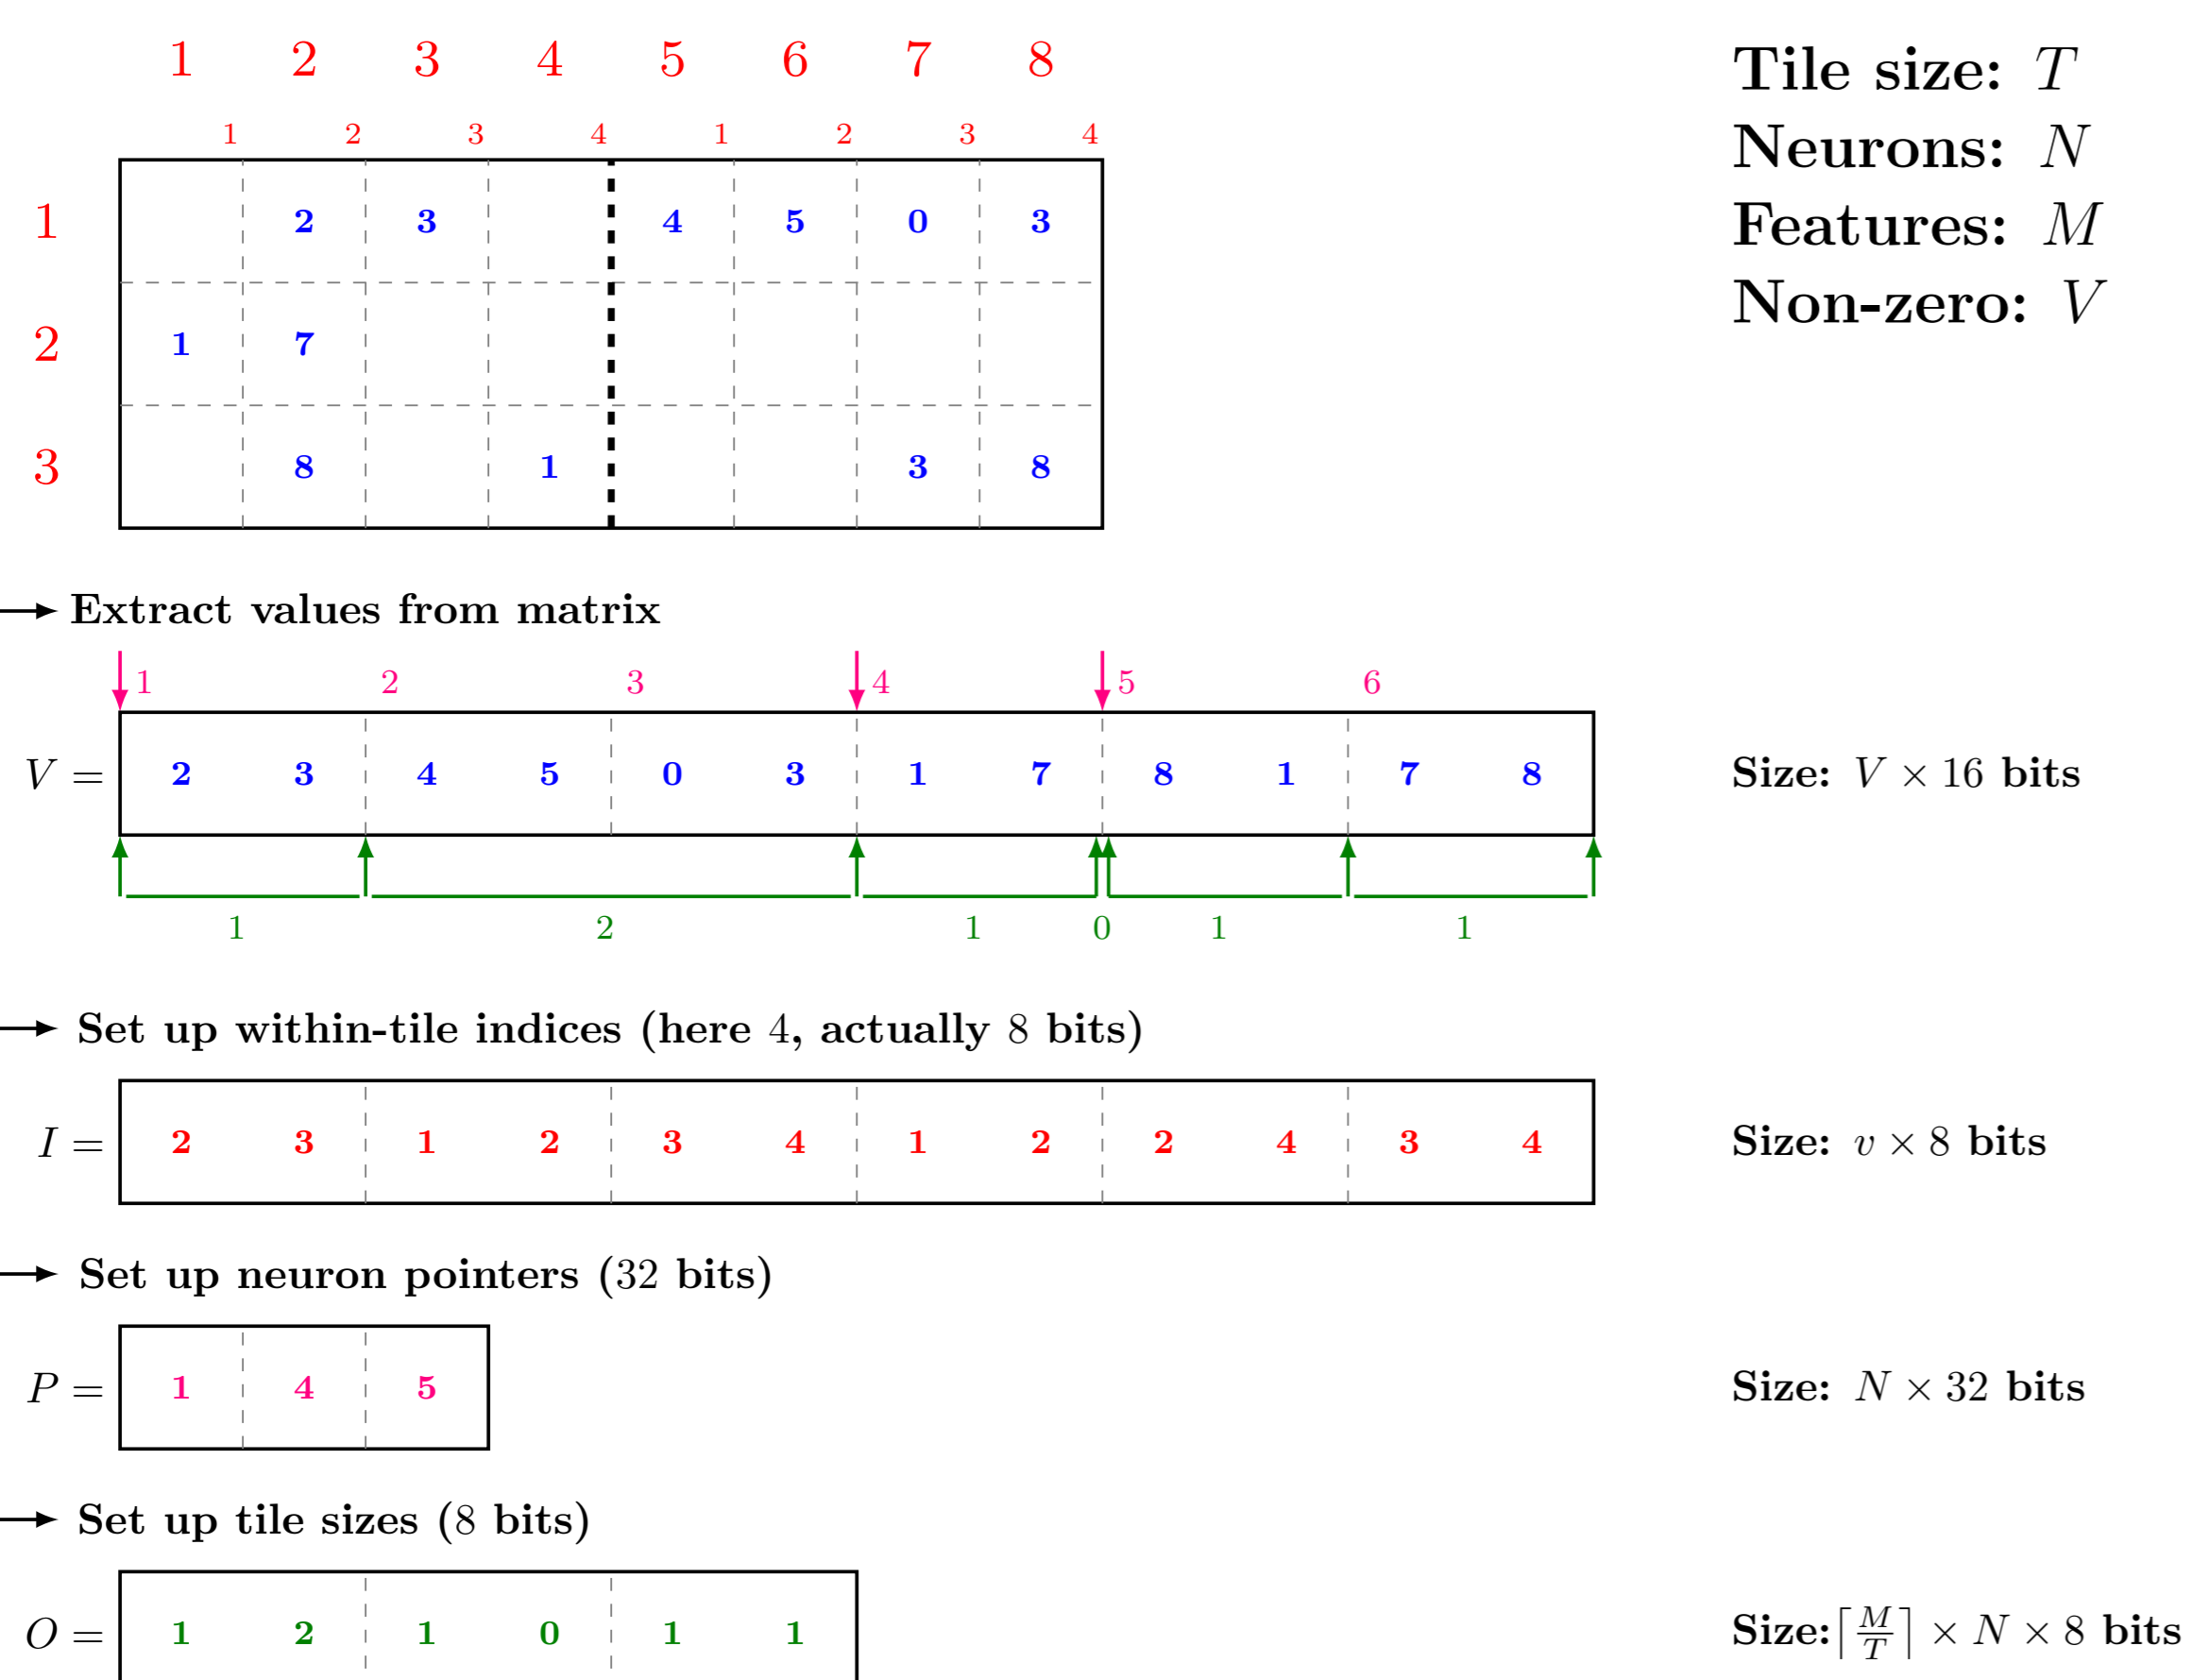 1 2 3 4 5 6 7 8
1 2 3 4 1 2 3 4
1 2 3 4 5 0 3
2 1 7
3 8 1 3 8
Tile size: T
Neurons: N
Features: M
Non-zero: V
Extract values from matrix
1 2 3 4 5 6
V = 2 3 4 5 0 3 1 7 8 1 7 8
Size: V × 16 bits
1 2 1 0 1 1
Set up within-tile indices (here 4, actually 8 bits)
I = 2 3 1 2 3 4 1 2 2 4 3 4
Size: v × 8 bits
Set up neuron pointers (32 bits)
P = 1 4 5
Size: N × 32 bits
Set up tile sizes (8 bits)
O = 1 2 1 0 1 1
Size:⌈M/T⌉ × N × 8 bits